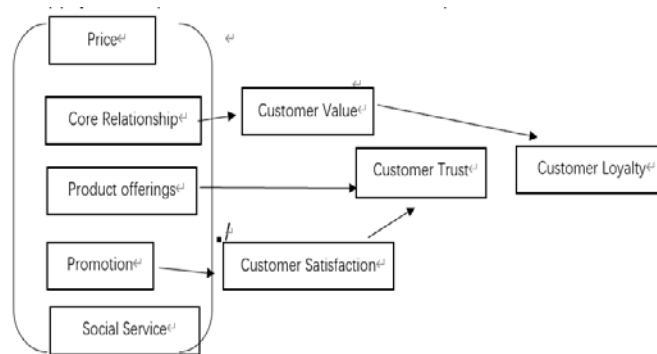 Price
Core Relationship
Customer Value
Customer Trust
Customer Loyalty
Product offerings
Promotion
Customer Satisfaction
Social Service